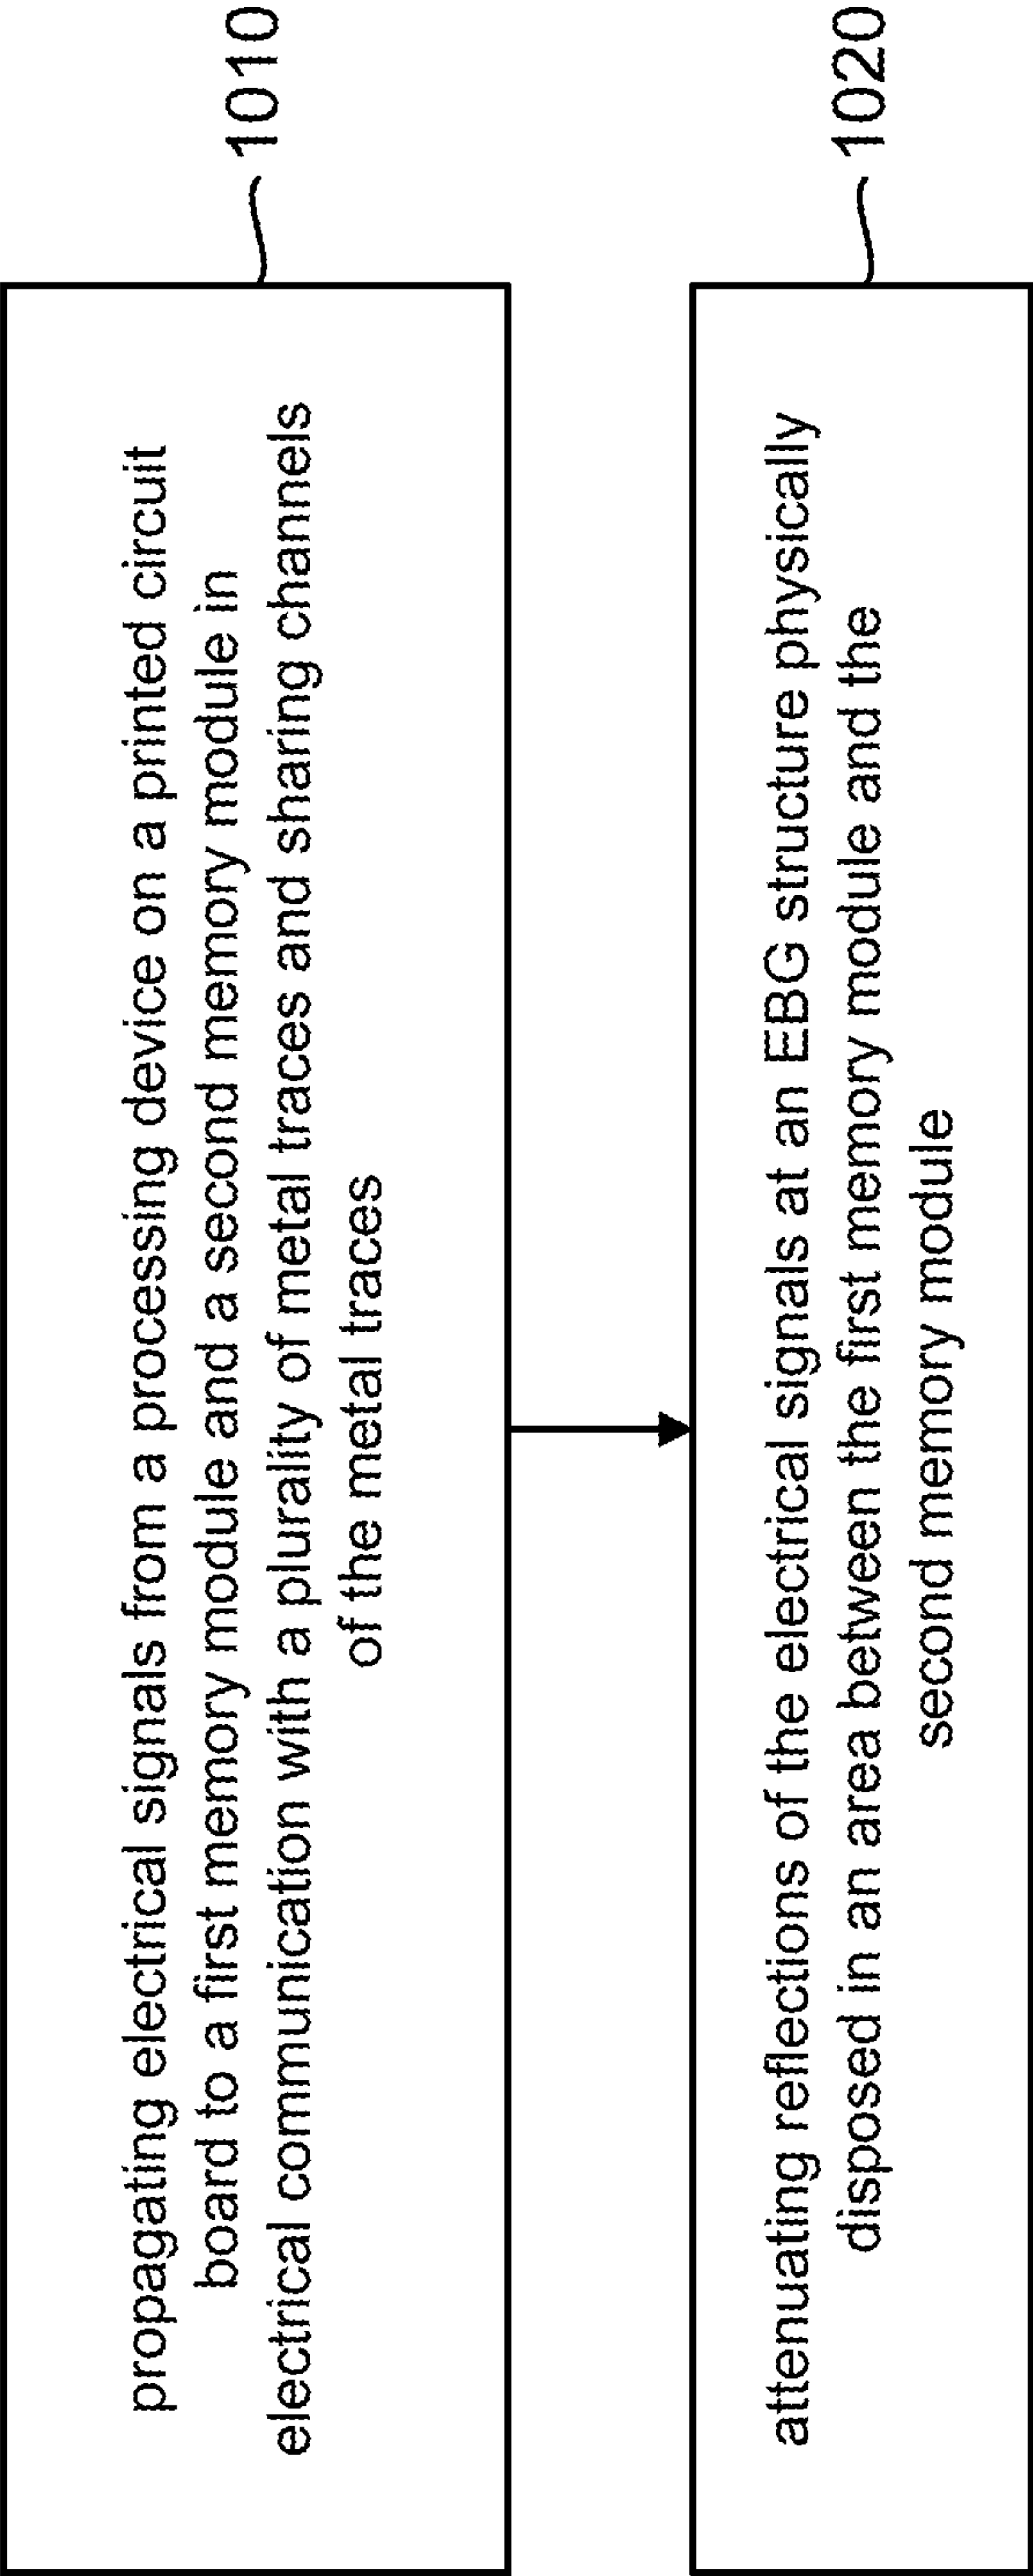 propagating electrical signals from a processing device on a printed circuit
board to a first memory module and a second memory module in
electrical communication with a plurality of metal traces and sharing channels
of the metal traces
1010
attenuating reflections of the electrical signals at an EBG structure physically
disposed in an area between the first memory module and the
second memory module
1020